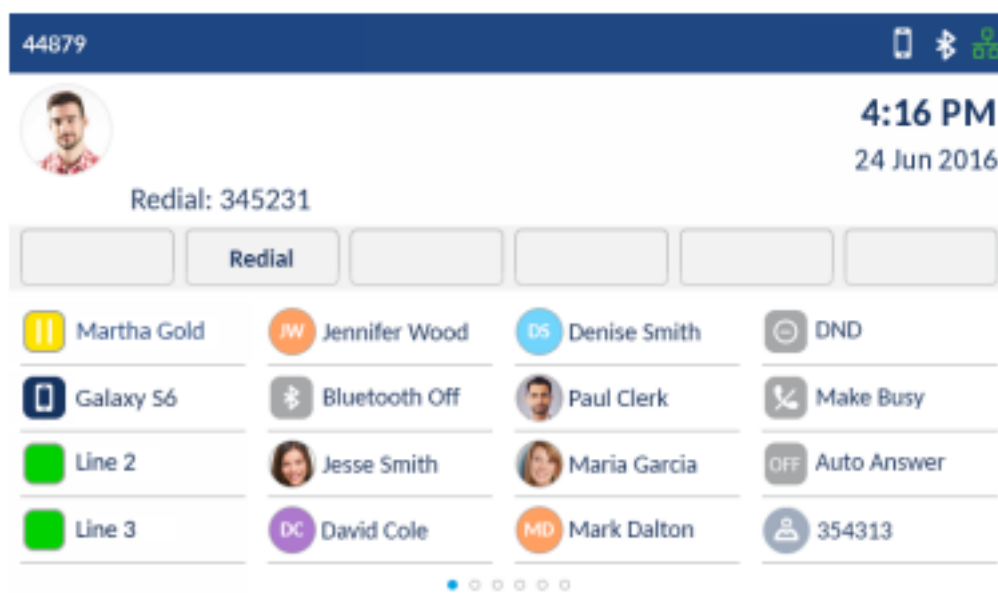 44879
4:16 PM
24 Jun 2016
Redial: 345231
Redial
Martha Gold JW Jennifer Wood DS Denise Smith DND
Galaxy S6 Bluetooth Off Paul Clerk Make Busy
Line 2 Jesse Smith Maria Garcia OFF Auto Answer
Line 3 DC David Cole MD Mark Dalton 354313